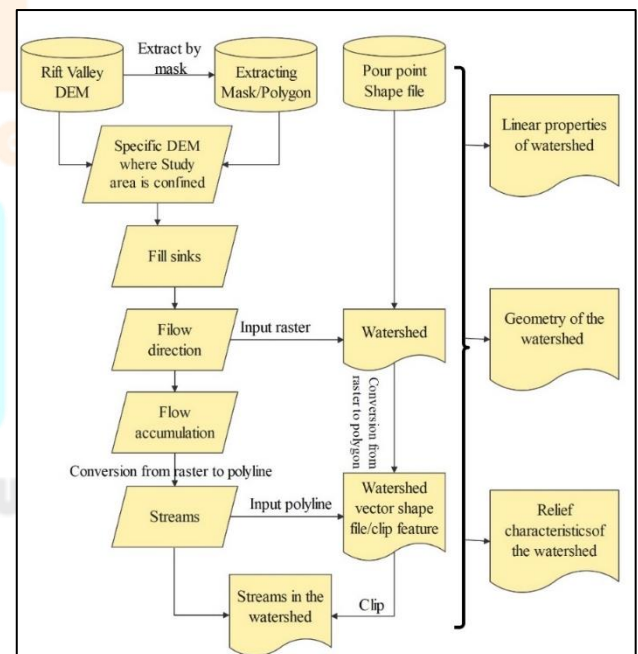 Rift Valley
DEM
Extract by
mask
Extracting
Mask/Polygon
Pour point
Shape file
Specific DEM
where Study
area is confined
Linear properties
of watershed
Fill sinks
Filow
direction
Input raster
Watershed
Geometry of the
watershed
Conversion from
raster to polygon
Flow
accumulation
Conversion from raster to polyline
Streams
Input polyline
Watershed
vector shape
file/clip feature
Relief
characteristicsof
the watershed
Streams in the
watershed
Clip